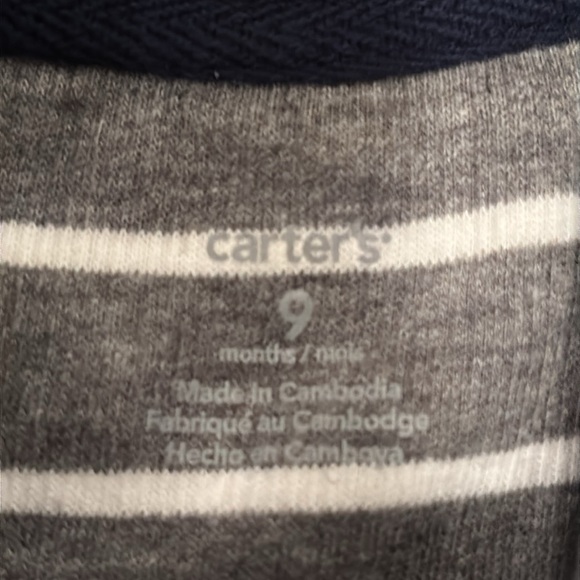 carter's
9
months / mois
Made in Cambodia
Fabriqué au Cambodge
Hecho en Camboya